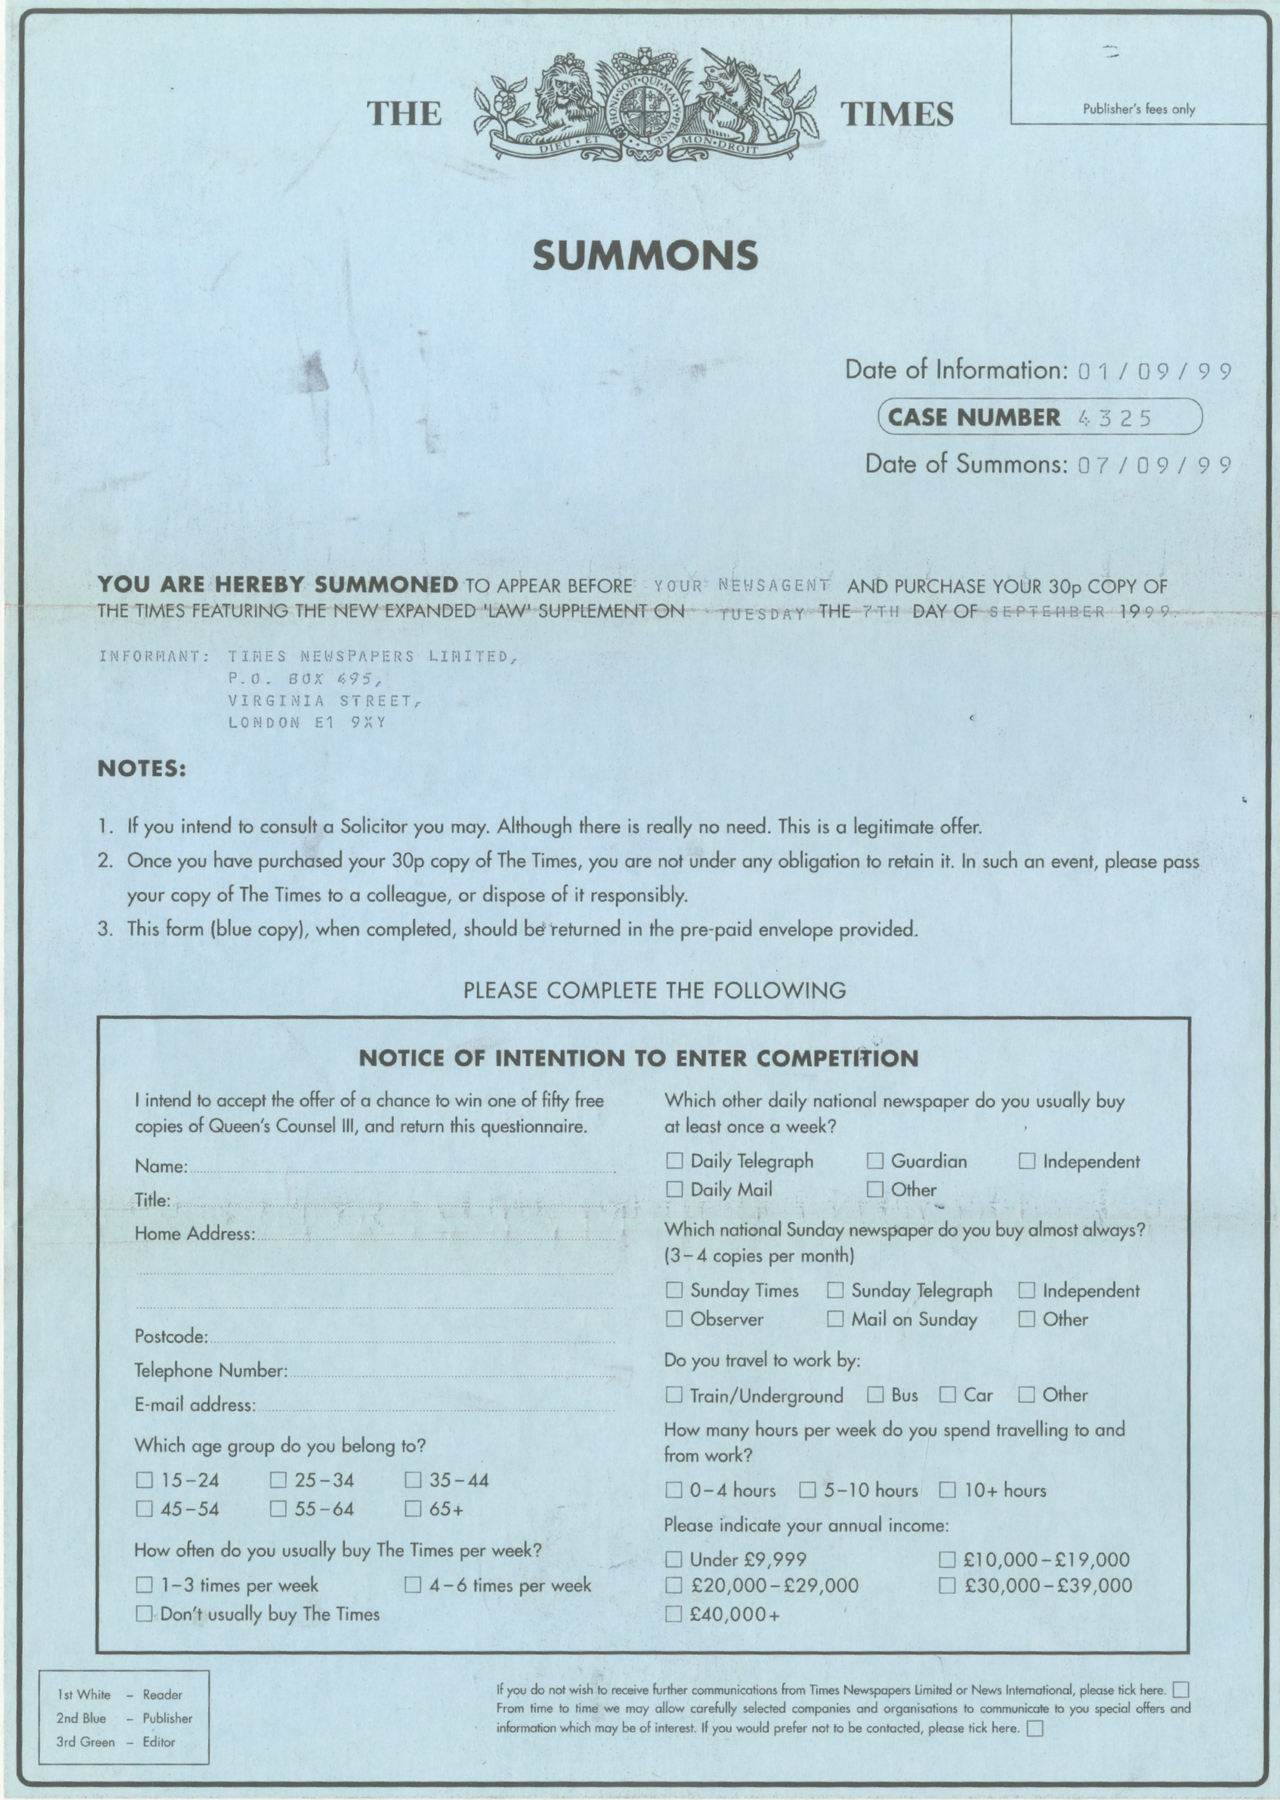 THE TIMES
HONI·SOIT·QUI·MAL·Y·PENSE
DIEU·ET MON·DROIT
Publisher's fees only
SUMMONS
Date of Information: 01/09/99
CASE NUMBER 4325
Date of Summons: 07/09/99
YOU ARE HEREBY SUMMONED TO APPEAR BEFORE YOUR NEWSAGENT AND PURCHASE YOUR 30p COPY OF
THE TIMES FEATURING THE NEW EXPANDED 'LAW' SUPPLEMENT ON TUESDAY THE 7TH DAY OF SEPTEMBER 1999.
INFORMANT: TIMES NEWSPAPERS LIMITED,
P.O. BOX 495,
VIRGINIA STREET,
LONDON E1 9XY
NOTES:
1. If you intend to consult a Solicitor you may. Although there is really no need. This is a legitimate offer.
2. Once you have purchased your 30p copy of The Times, you are not under any obligation to retain it. In such an event, please pass
your copy of The Times to a colleague, or dispose of it responsibly.
3. This form (blue copy), when completed, should be returned in the pre-paid envelope provided.
PLEASE COMPLETE THE FOLLOWING
NOTICE OF INTENTION TO ENTER COMPETITION
I intend to accept the offer of a chance to win one of fifty free
copies of Queen's Counsel III, and return this questionnaire.
Name:
Title:
Home Address:
Postcode:
Telephone Number:
E-mail address:
Which age group do you belong to?
15–24 25–34 35–44
45–54 55–64 65+
How often do you usually buy The Times per week?
1–3 times per week 4–6 times per week
Don't usually buy The Times
Which other daily national newspaper do you usually buy
at least once a week?
Daily Telegraph Guardian Independent
Daily Mail Other
Which national Sunday newspaper do you buy almost always?
(3–4 copies per month)
Sunday Times Sunday Telegraph Independent
Observer Mail on Sunday Other
Do you travel to work by:
Train/Underground Bus Car Other
How many hours per week do you spend travelling to and
from work?
0–4 hours 5–10 hours 10+ hours
Please indicate your annual income:
Under £9,999 £10,000–£19,000
£20,000–£29,000 £30,000–£39,000
£40,000+
1st White – Reader
2nd Blue – Publisher
3rd Green – Editor
If you do not wish to receive further communications from Times Newspapers Limited or News International, please tick here.
From time to time we may allow carefully selected companies and organisations to communicate to you special offers and
information which may be of interest. If you would prefer not to be contacted, please tick here.